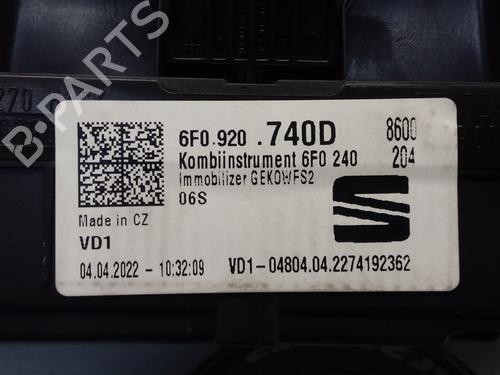 6F0.920 .740D 8600
Kombiinstrument 6F0 240 204
Immobilizer GEKOWFS2
06S
Made in CZ
VD1
04.04.2022 - 10:32:09 VD1-04804.04.2274192362
B-PARTS